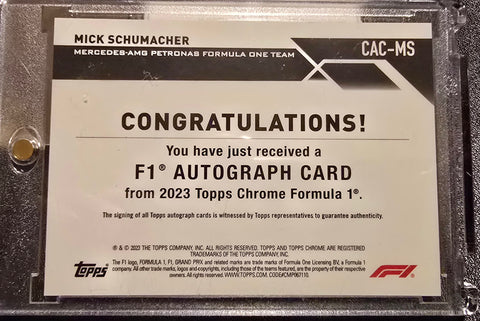 MICK SCHUMACHER
MERCEDES-AMG PETRONAS FORMULA ONE TEAM
CAC-MS
CONGRATULATIONS!
You have just received a
F1® AUTOGRAPH CARD
from 2023 Topps Chrome Formula 1®.
The signing of all Topps autograph cards is witnessed by Topps representatives to guarantee authenticity.
® & © 2023 THE TOPPS COMPANY, INC. ALL RIGHTS RESERVED. TOPPS AND TOPPS CHROME ARE REGISTERED
TRADEMARKS OF THE TOPPS COMPANY, INC.
The F1 logo, FORMULA 1, F1, GRAND PRIX and related marks are trade marks of Formula One Licensing BV, a Formula 1
company. All other trade marks, logos and copyrights, including those of the teams featured, are the property of their respective
owners. All rights reserved. WWW.TOPPS.COM. CODE#CMP067110.
Topps
F1